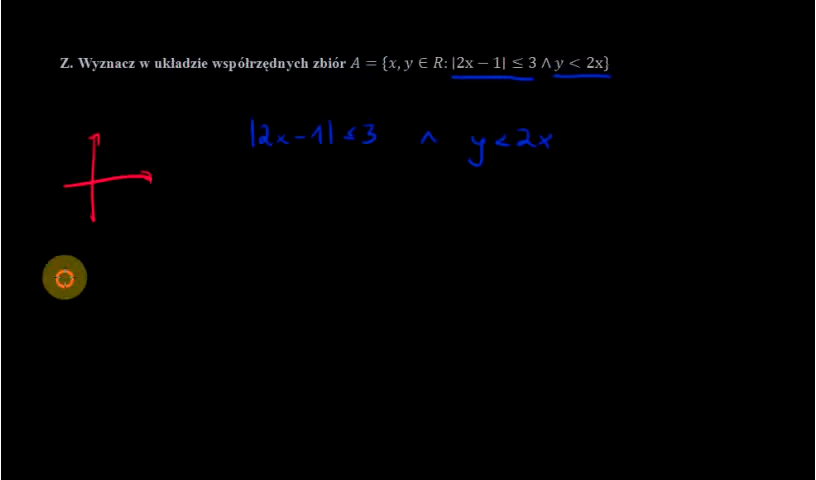 Z. Wyznacz w układzie współrzędnych zbiór A = {x, y ∈ R: |2x − 1| ≤ 3 ∧ y < 2x}
|2x - 1| ≤ 3 ∧ y < 2x